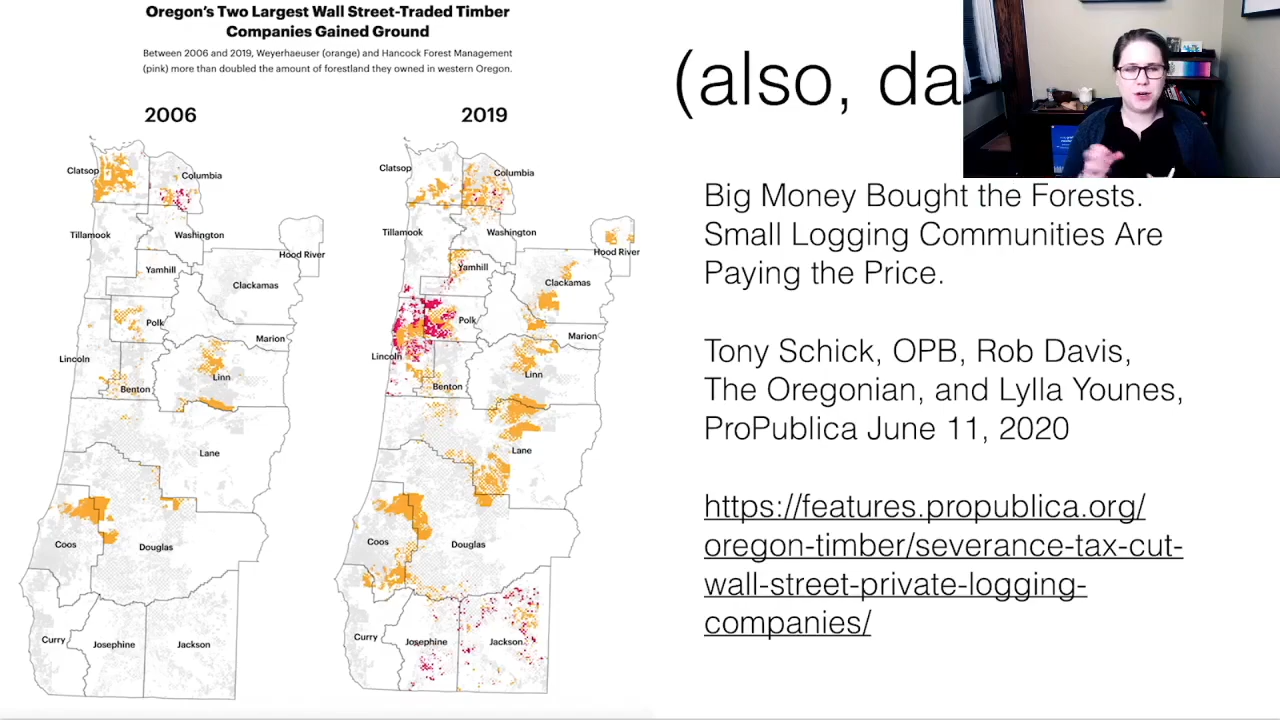 Oregon's Two Largest Wall Street-Traded Timber
Companies Gained Ground
Between 2006 and 2019, Weyerhaeuser (orange) and Hancock Forest Management
(pink) more than doubled the amount of forestland they owned in western Oregon.
2006
Clatsop
Columbia
Tillamook
Washington
Hood River
Yamhill
Clackamas
Polk
Marion
Lincoln
Linn
Benton
Lane
Coos
Douglas
Curry
Josephine
Jackson
2019
Clatsop
Columbia
Tillamook
Washington
Hood River
Yamhill
Clackamas
Polk
Marion
Lincoln
Linn
Benton
Lane
Coos
Douglas
Curry
Josephine
Jackson
(also, da
Big Money Bought the Forests.
Small Logging Communities Are
Paying the Price.
Tony Schick, OPB, Rob Davis,
The Oregonian, and Lylla Younes,
ProPublica June 11, 2020
https://features.propublica.org/
oregon-timber/severance-tax-cut-
wall-street-private-logging-
companies/